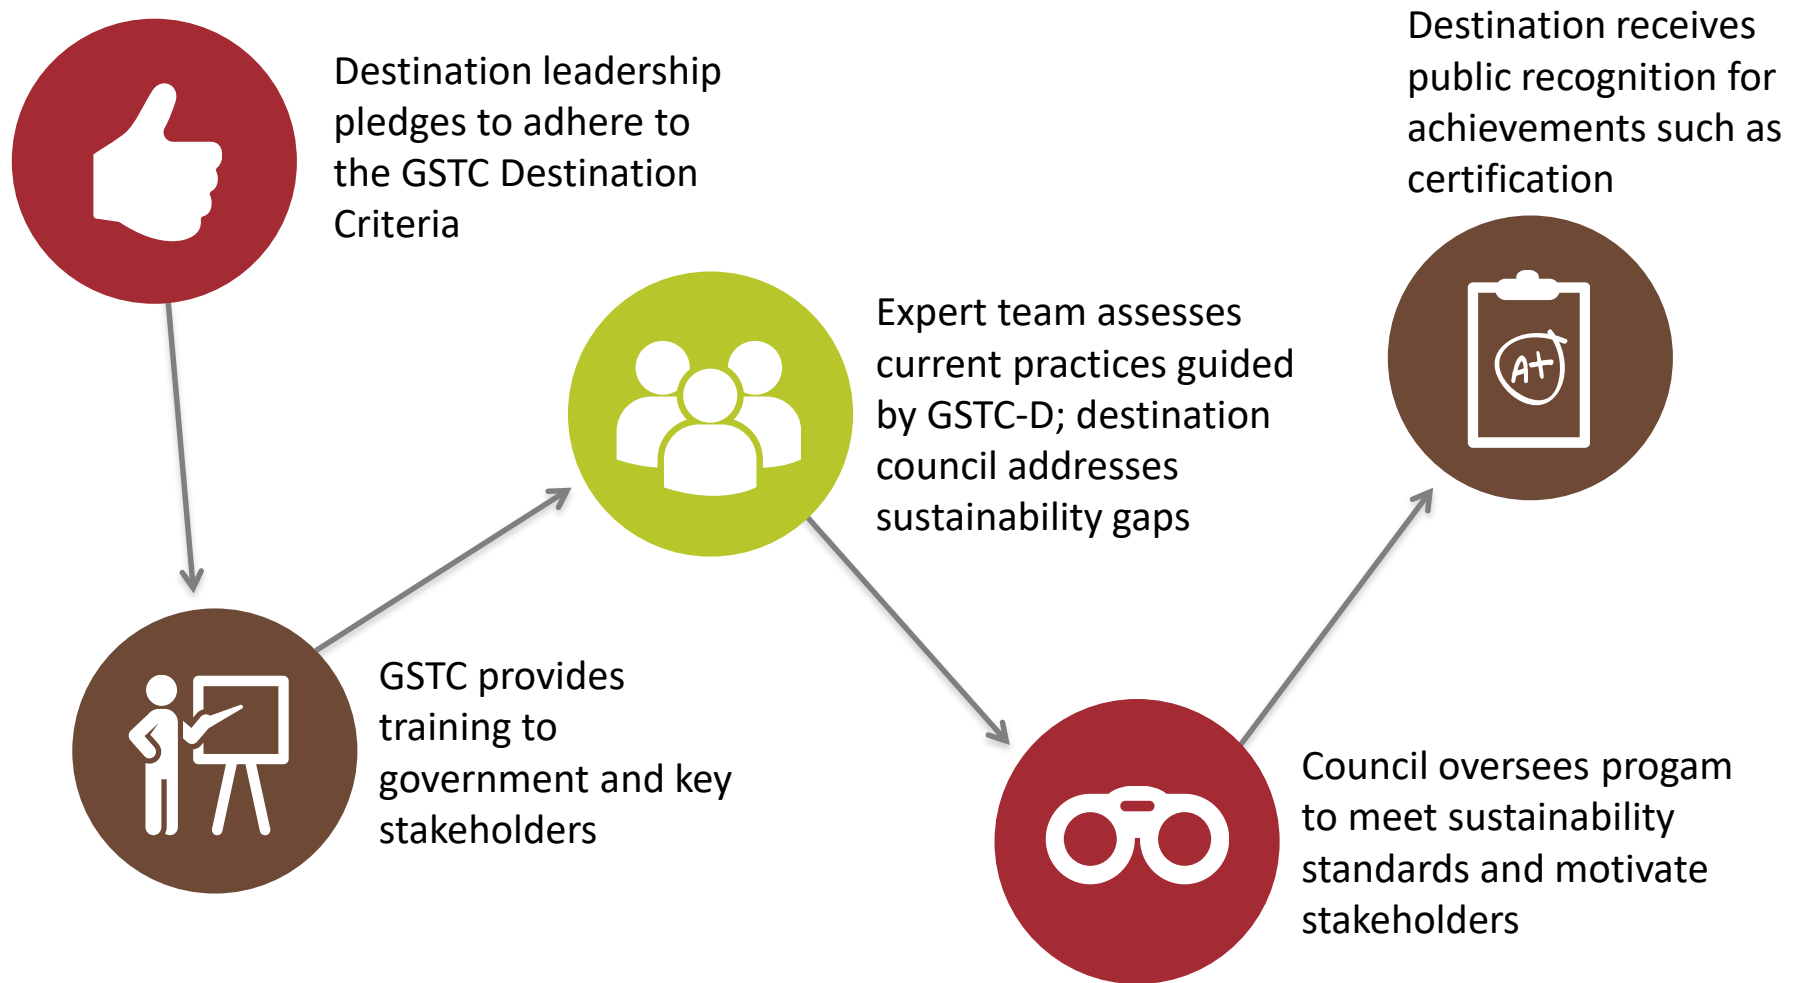 Destination leadership
pledges to adhere to
the GSTC Destination
Criteria
GSTC provides
training to
government and key
stakeholders
Expert team assesses
current practices guided
by GSTC-D; destination
council addresses
sustainability gaps
Council oversees progam
to meet sustainability
standards and motivate
stakeholders
Destination receives
public recognition for
achievements such as
certification
A+